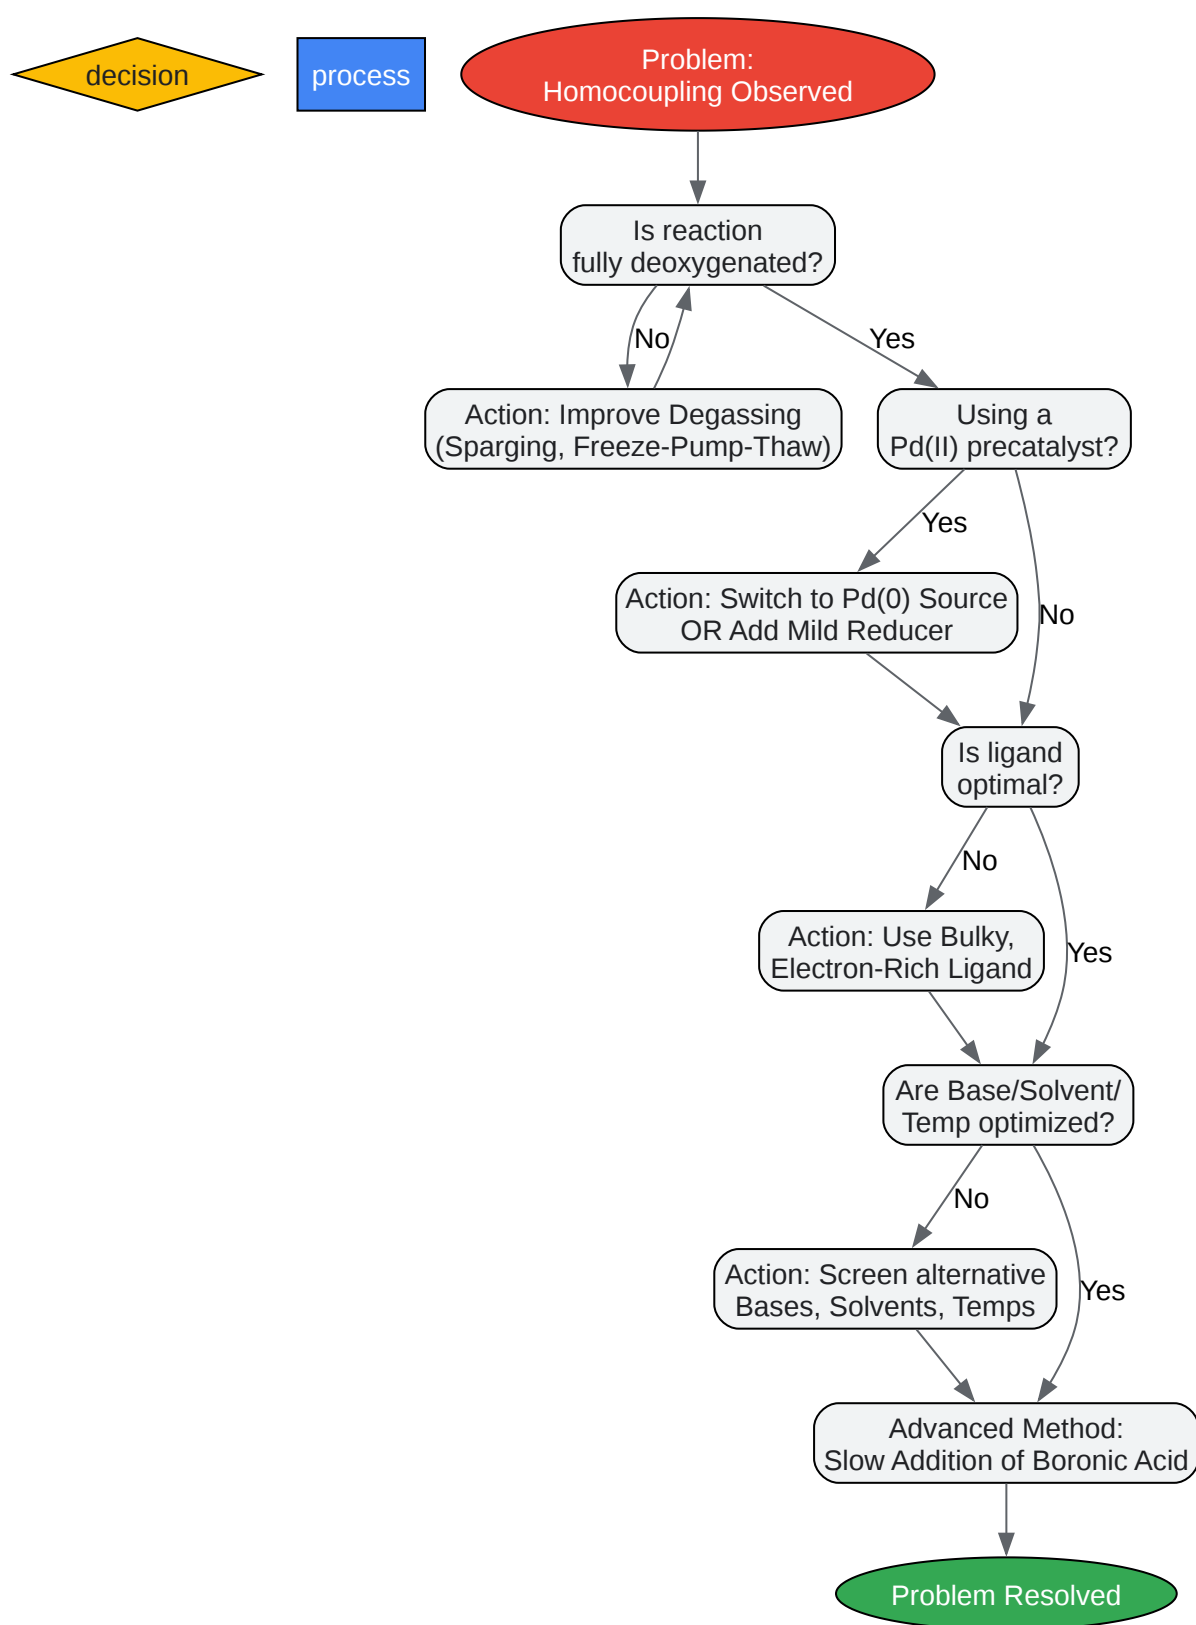 decision
process
Problem:
Homocoupling Observed
Is reaction
fully deoxygenated?
No
Yes
Action: Improve Degassing
(Sparging, Freeze-Pump-Thaw)
Using a
Pd(II) precatalyst?
Yes
Action: Switch to Pd(0) Source
OR Add Mild Reducer
No
Is ligand
optimal?
No
Action: Use Bulky,
Electron-Rich Ligand
Yes
Are Base/Solvent/
Temp optimized?
No
Action: Screen alternative
Bases, Solvents, Temps
Yes
Advanced Method:
Slow Addition of Boronic Acid
Problem Resolved